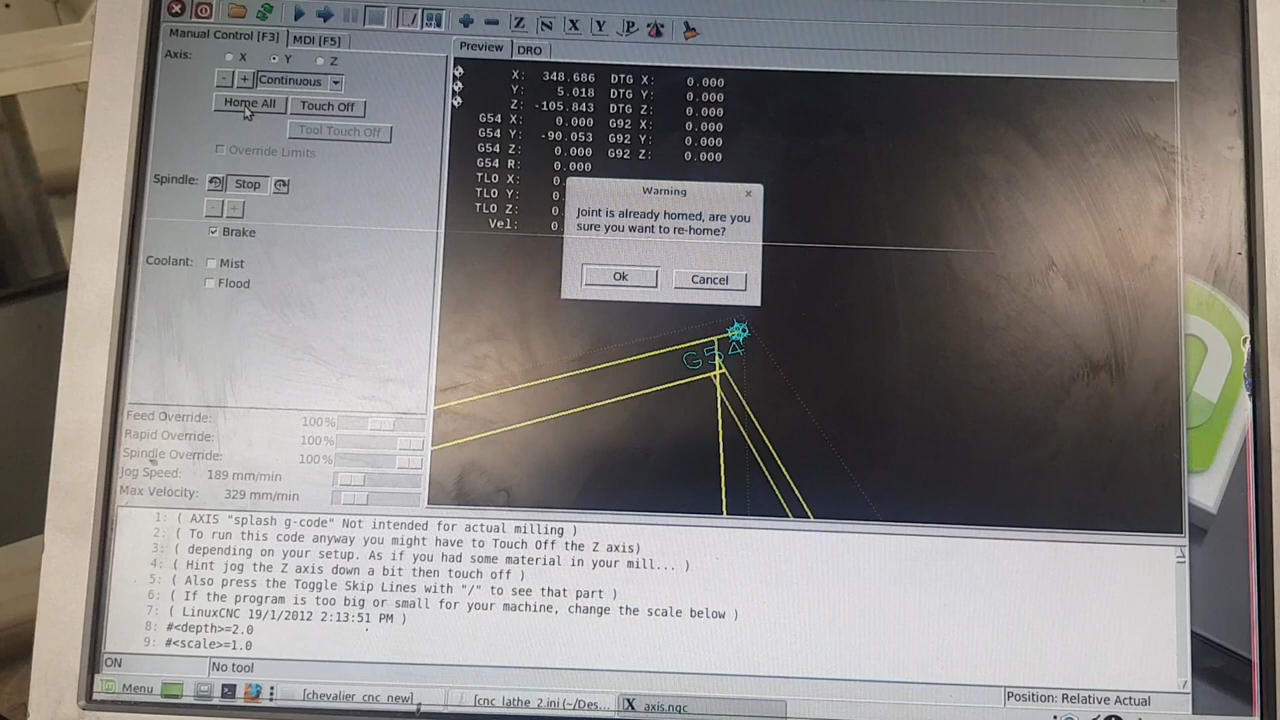 Z N X Y P
Manual Control [F3] MDI [F5]
Axis: X Y Z
- + Continuous
Home All Touch Off
Tool Touch Off
Override Limits
Spindle: Stop
- +
Brake
Coolant: Mist
Flood
Feed Override: 100%
Rapid Override: 100%
Spindle Override: 100%
Jog Speed: 189 mm/min
Max Velocity: 329 mm/min
Preview DRO
X: 348.686 DTG X: 0.000
Y: 5.018 DTG Y: 0.000
Z: -105.843 DTG Z: 0.000
G54 X: 0.000 G92 X: 0.000
G54 Y: -90.053 G92 Y: 0.000
G54 Z: 0.000 G92 Z: 0.000
G54 R: 0.000
TLO X: 0.
TLO Y: 0.
TLO Z: 0.
Vel: 0.
Warning
Joint is already homed, are you
sure you want to re-home?
Ok Cancel
G54
1: ( AXIS "splash g-code" Not intended for actual milling )
2: ( To run this code anyway you might have to Touch Off the Z axis)
3: ( depending on your setup. As if you had some material in your mill... )
4: ( Hint jog the Z axis down a bit then touch off )
5: ( Also press the Toggle Skip Lines with "/" to see that part )
6: ( If the program is too big or small for your machine, change the scale below )
7: ( LinuxCNC 19/1/2012 2:13:51 PM )
8: #<depth>=2.0
9: #<scale>=1.0
ON No tool Position: Relative Actual
Menu [chevalier_cnc_new] [cnc_lathe_2.ini (~/Des... axis.ngc